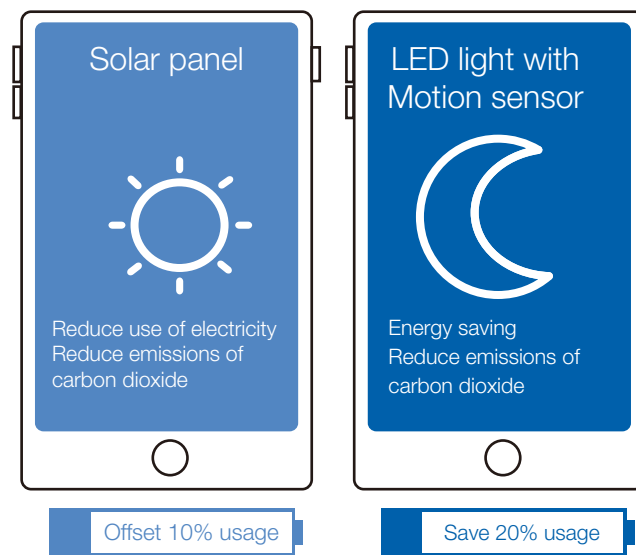 Solar panel
Reduce use of electricity
Reduce emissions of
carbon dioxide
Offset 10% usage
LED light with
Motion sensor
Energy saving
Reduce emissions of
carbon dioxide
Save 20% usage